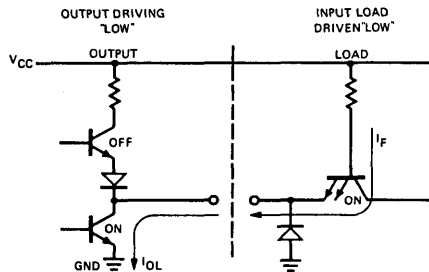 OUTPUT DRIVING
"LOW"
INPUT LOAD
DRIVEN "LOW"
OUTPUT
LOAD
VCC
OFF
IF
ON
ON
GND
IOL